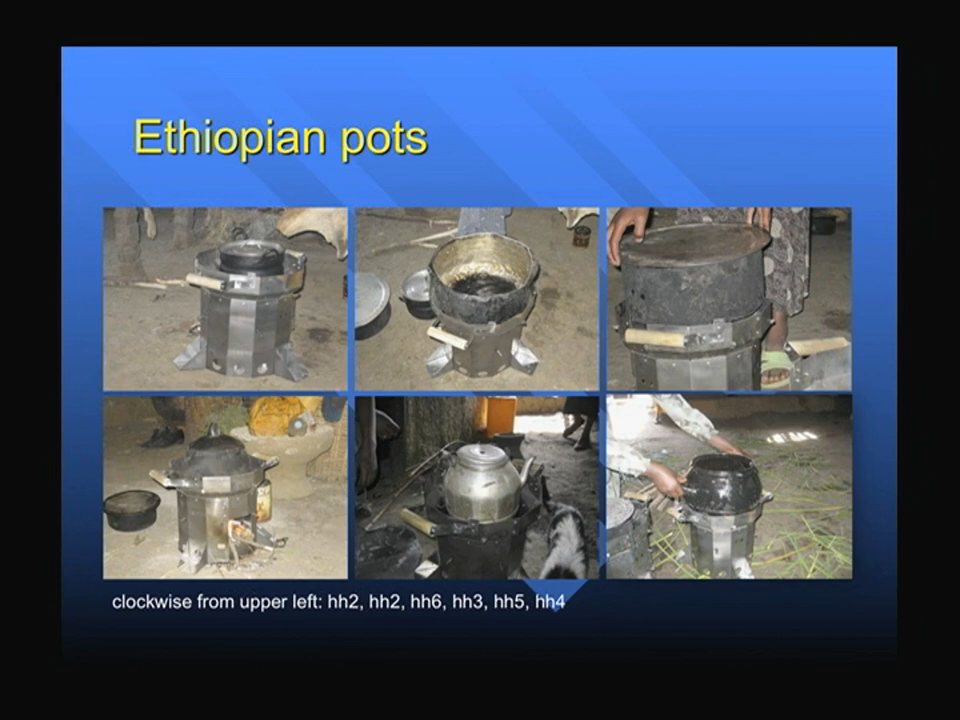 Ethiopian pots
clockwise from upper left: hh2, hh2, hh6, hh3, hh5, hh4